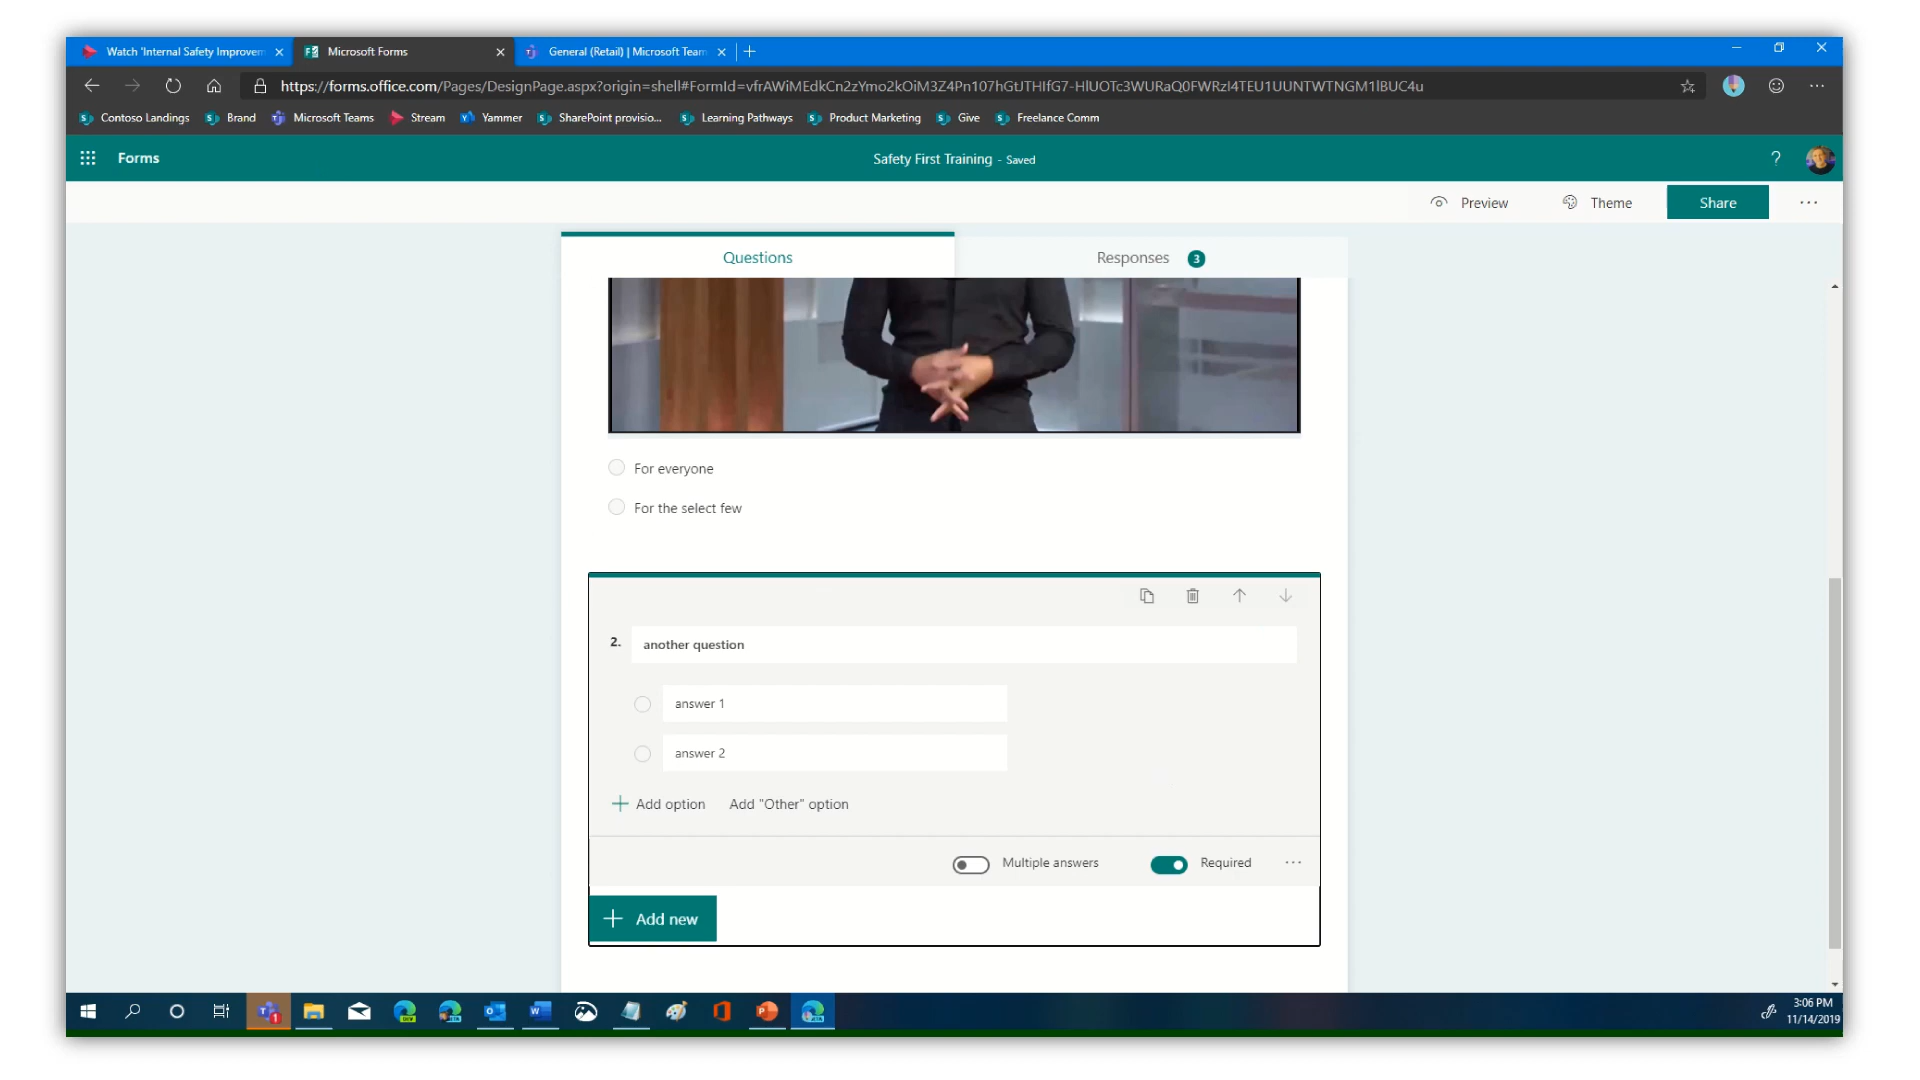 Watch 'Internal Safety Improvem
Microsoft Forms
General (Retail) | Microsoft Team
https://forms.office.com/Pages/DesignPage.aspx?origin=shell#FormId=vfrAWiMEdkCn2zYmo2kOiM3Z4Pn107hGtJTHIfG7-HlUOTc3WURaQ0FWRzI4TEU1UUNTWTNGM1lBUC4u
Contoso Landings Brand Microsoft Teams Stream Yammer SharePoint provisio... Learning Pathways Product Marketing Give Freelance Comm
Forms
Safety First Training - Saved
?
Preview Theme Share
Questions Responses 3
For everyone
For the select few
2. another question
answer 1
answer 2
Add option Add "Other" option
Multiple answers Required
Add new
3:06 PM
11/14/2019